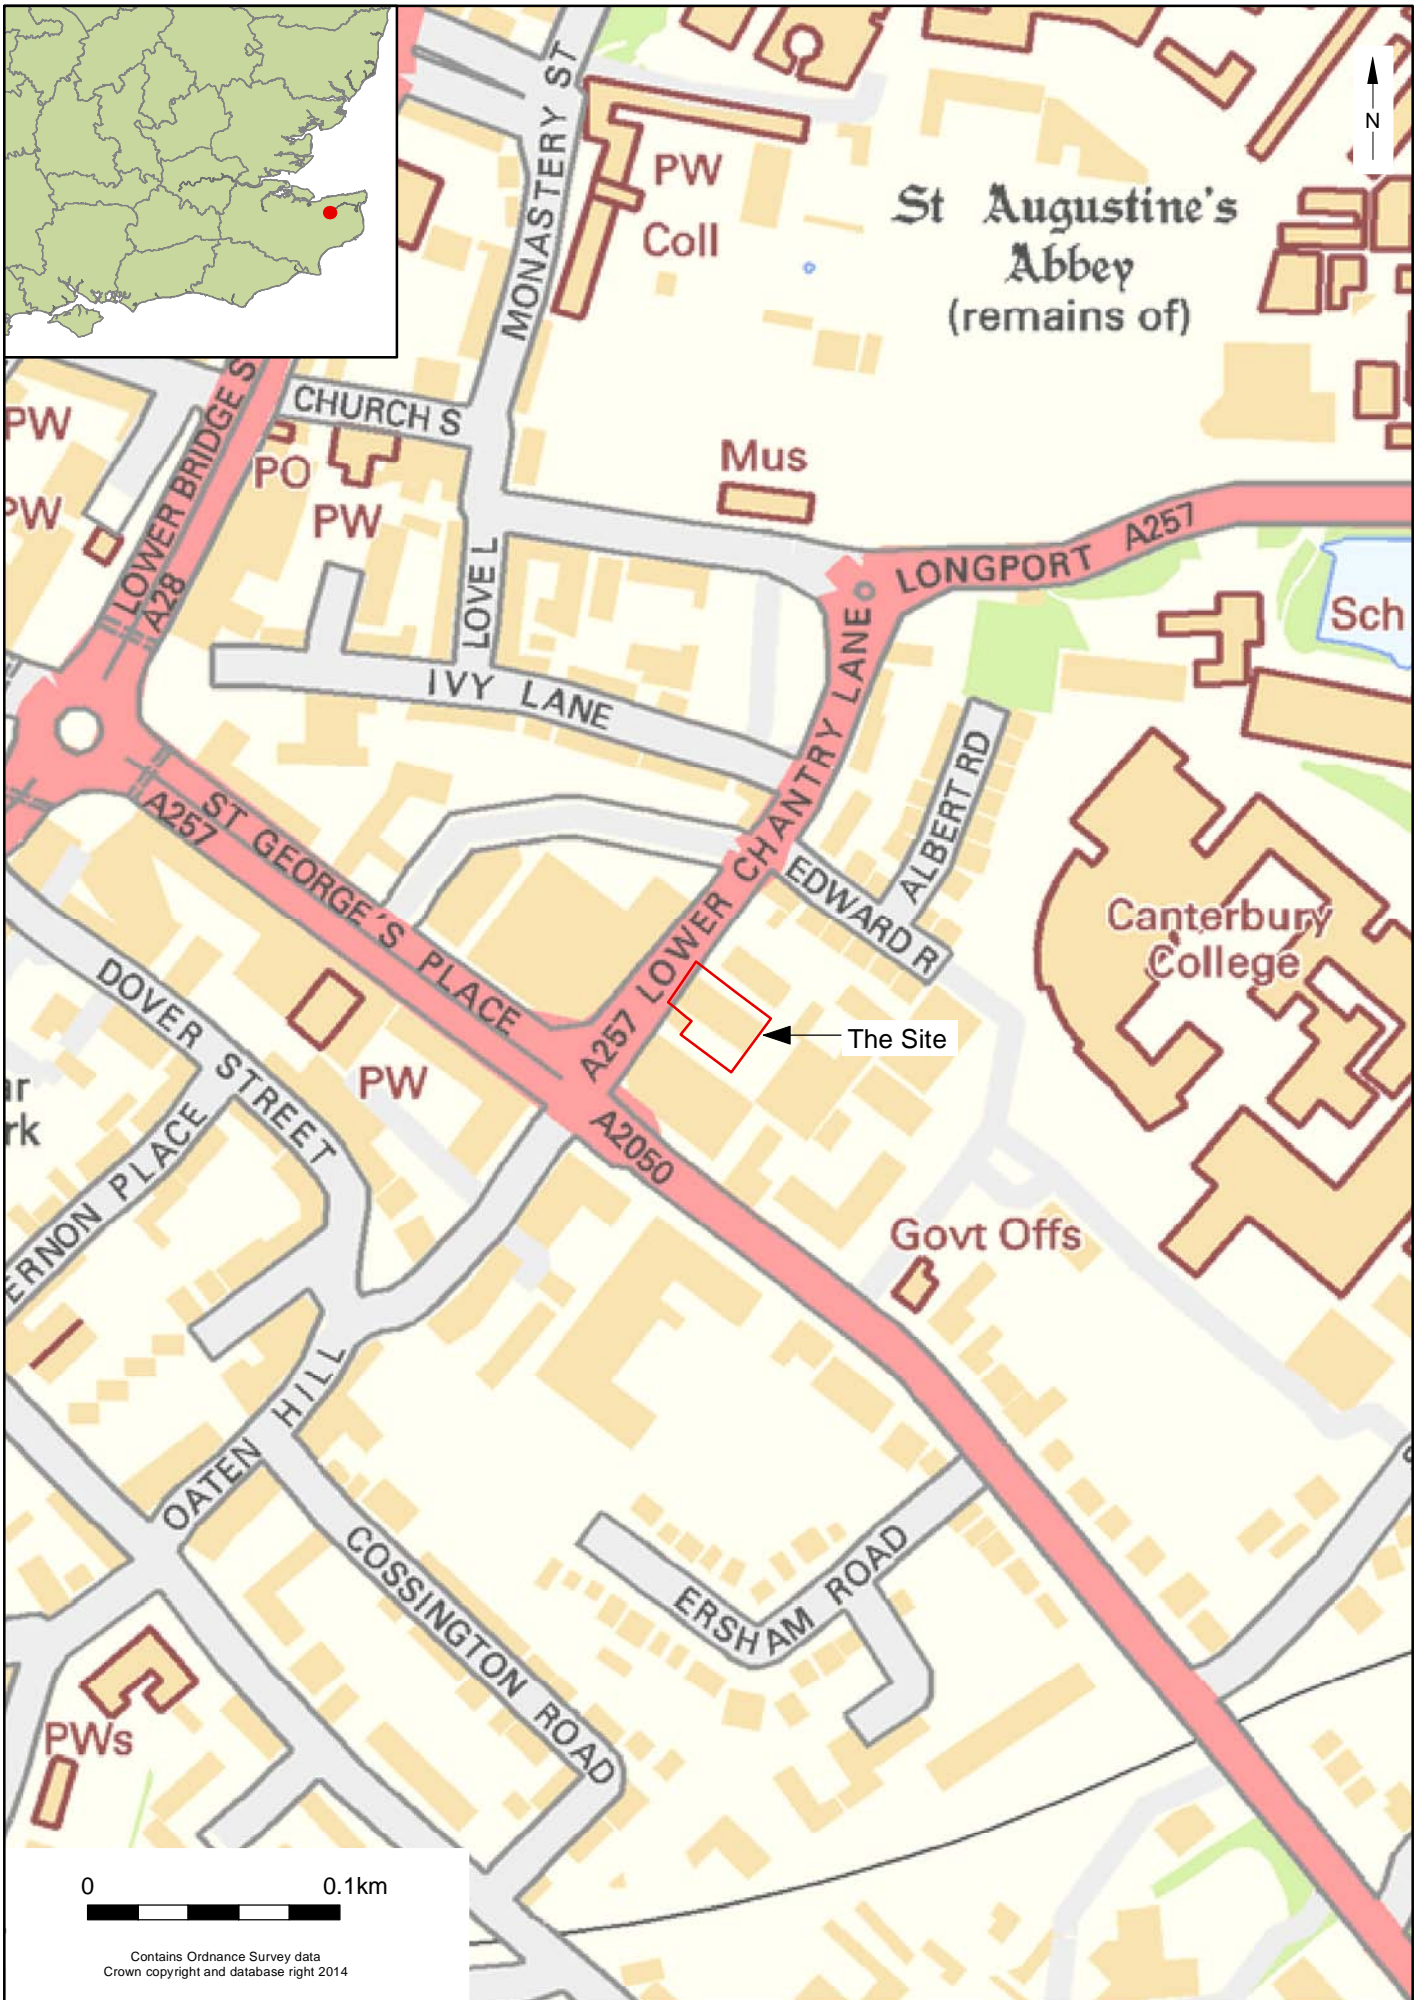 N
MONASTERY ST
PW
Coll
St Augustine's
Abbey
(remains of)
LOWER BRIDGE S
A28
CHURCH S
PW
PW
PO
PW
Mus
LONGPORT A257
LOVE L
IVY LANE
Sch
A257 LOWER CHANTRY LANE
ALBERT RD
EDWARD R
ST GEORGE'S PLACE
A257
Canterbury
College
DOVER STREET
The Site
PW
ar
rk
A2050
ERNON PLACE
Govt Offs
OATEN HILL
COSSINGTON ROAD
ERSHAM ROAD
PWs
0 0.1km
Contains Ordnance Survey data
Crown copyright and database right 2014